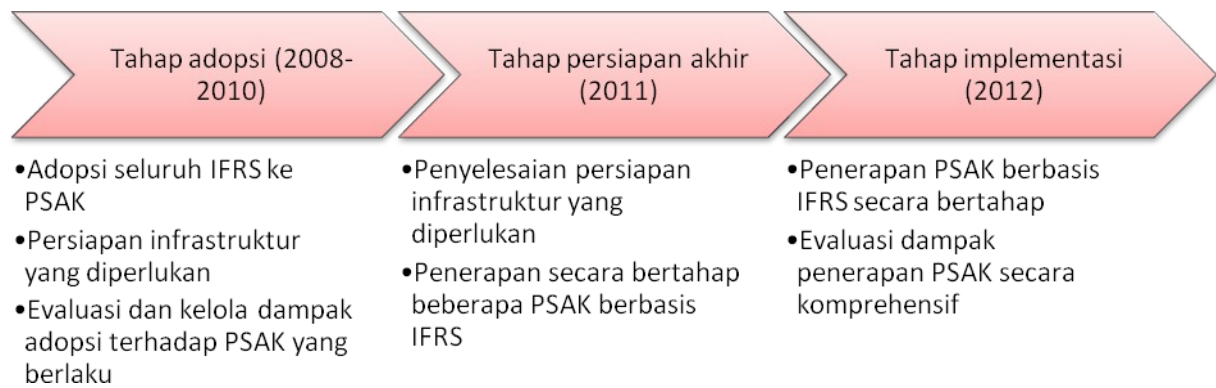 Tahap adopsi (2008-
2010)
•Adopsi seluruh IFRS ke
PSAK
•Persiapan infrastruktur
yang diperlukan
•Evaluasi dan kelola dampak
adopsi terhadap PSAK yang
berlaku
Tahap persiapan akhir
(2011)
•Penyelesaian persiapan
infrastruktur yang
diperlukan
•Penerapan secara bertahap
beberapa PSAK berbasis
IFRS
Tahap implementasi
(2012)
•Penerapan PSAK berbasis
IFRS secara bertahap
•Evaluasi dampak
penerapan PSAK secara
komprehensif